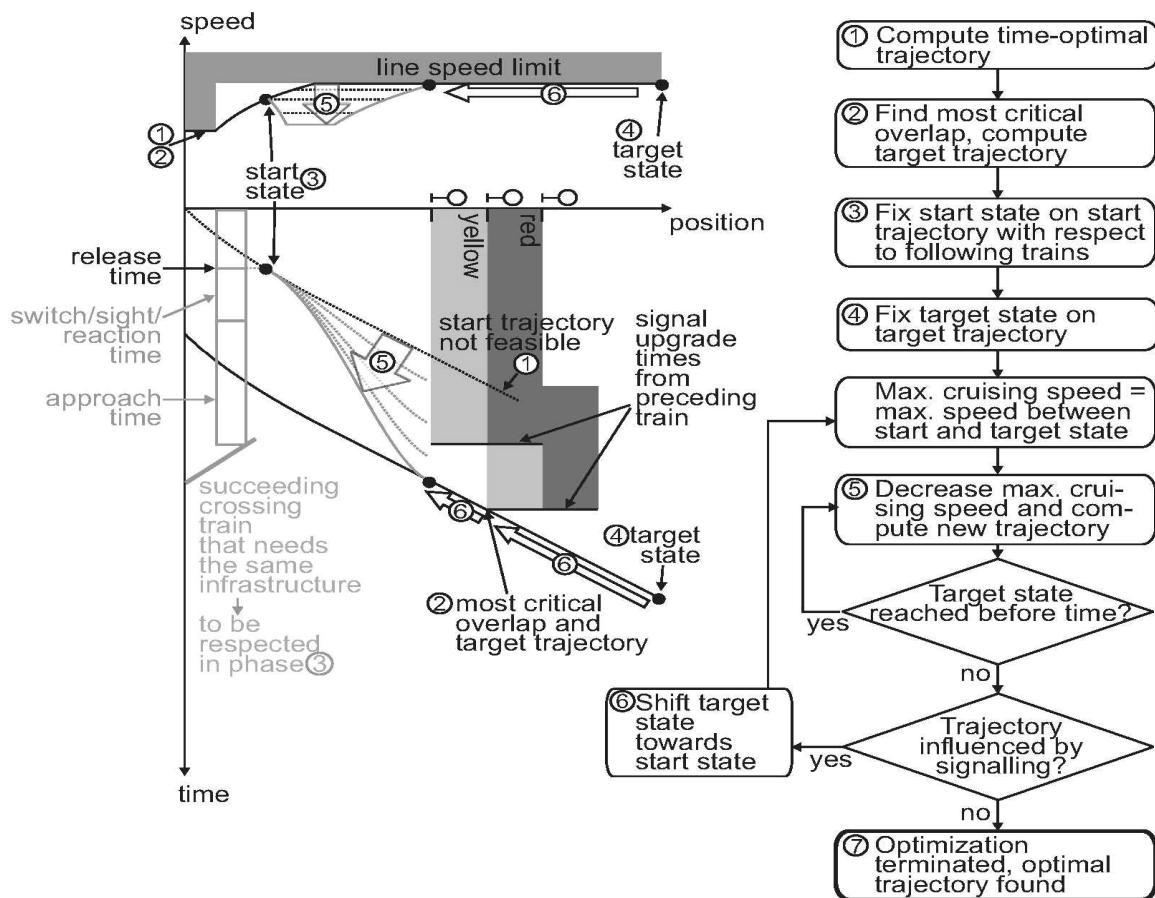 speed
line speed limit
⑤
⑥
①
②
④
target
state
start
state③
position
yellow
red
release
time
switch/sight/
reaction
time
approach
time
start trajectory
not feasible
①
⑤
signal
upgrade
times
from
preceding
train
⑥
⑥
④target
state
②most critical
overlap and
target trajectory
succeeding
crossing
train
that needs
the same
infrastructure
to be
respected
in phase③
time
① Compute time-optimal
trajectory
② Find most critical
overlap, compute
target trajectory
③ Fix start state on start
trajectory with respect
to following trains
④ Fix target state on
target trajectory
Max. cruising speed =
max. speed between
start and target state
⑤ Decrease max. crui-
sing speed and com-
pute new trajectory
Target state
reached before time?
yes
no
Trajectory
influenced by
signalling?
yes
⑥Shift target
state
towards
start state
no
⑦ Optimization
terminated, optimal
trajectory found